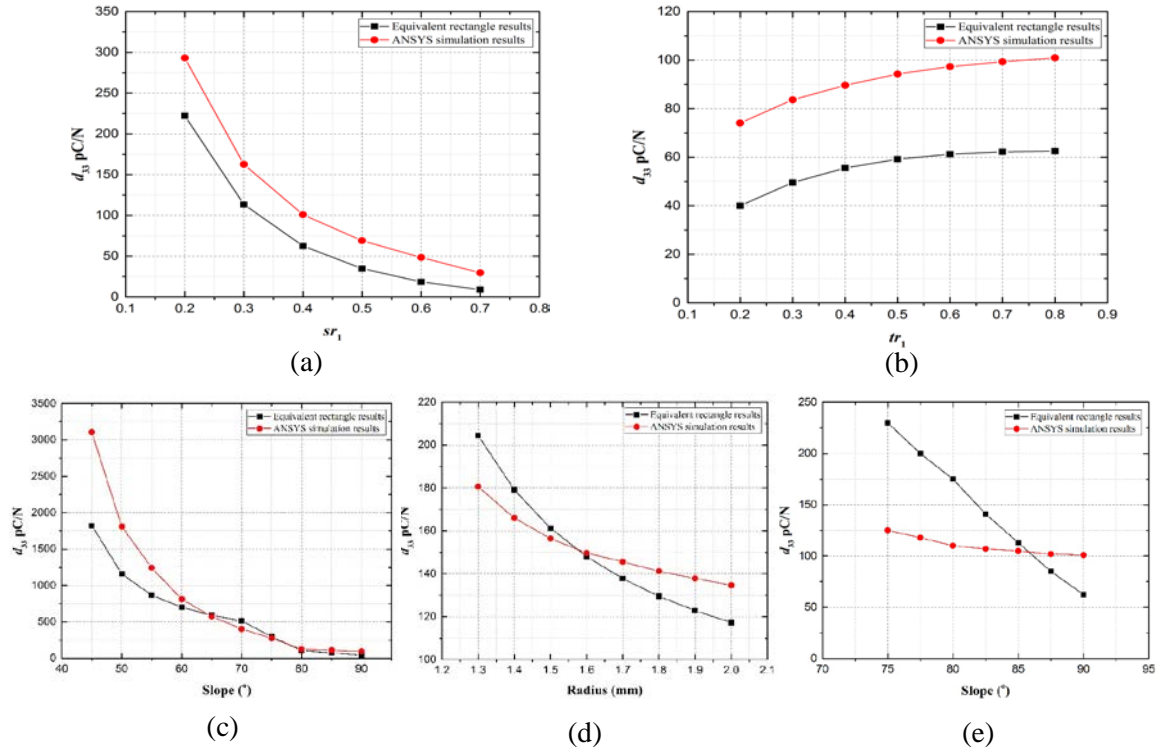 Equivalent rectangle results
ANSYS simulation results
350
300
250
200
150
100
50
0
d33 pC/N
0.1 0.2 0.3 0.4 0.5 0.6 0.7 0.8
sr1
(a)
Equivalent rectangle results
ANSYS simulation results
120
100
80
60
40
20
0
d33 pC/N
0.1 0.2 0.3 0.4 0.5 0.6 0.7 0.8 0.9
tr1
(b)
Equivalent rectangle results
ANSYS simulation results
3500
3000
2500
2000
1750
1250
500
0
d33 pC/N
40 50 60 70 80 90
Slope (°)
(c)
Equivalent rectangle results
ANSYS simulation results
220
200
180
160
140
120
100
d33 pC/N
1.2 1.3 1.4 1.5 1.6 1.7 1.8 1.9 2.0 2.1
Radius (mm)
(d)
Equivalent rectangle results
ANSYS simulation results
250
200
150
100
50
0
d33 pC/N
70 75 80 85 90 95
Slope (°)
(e)